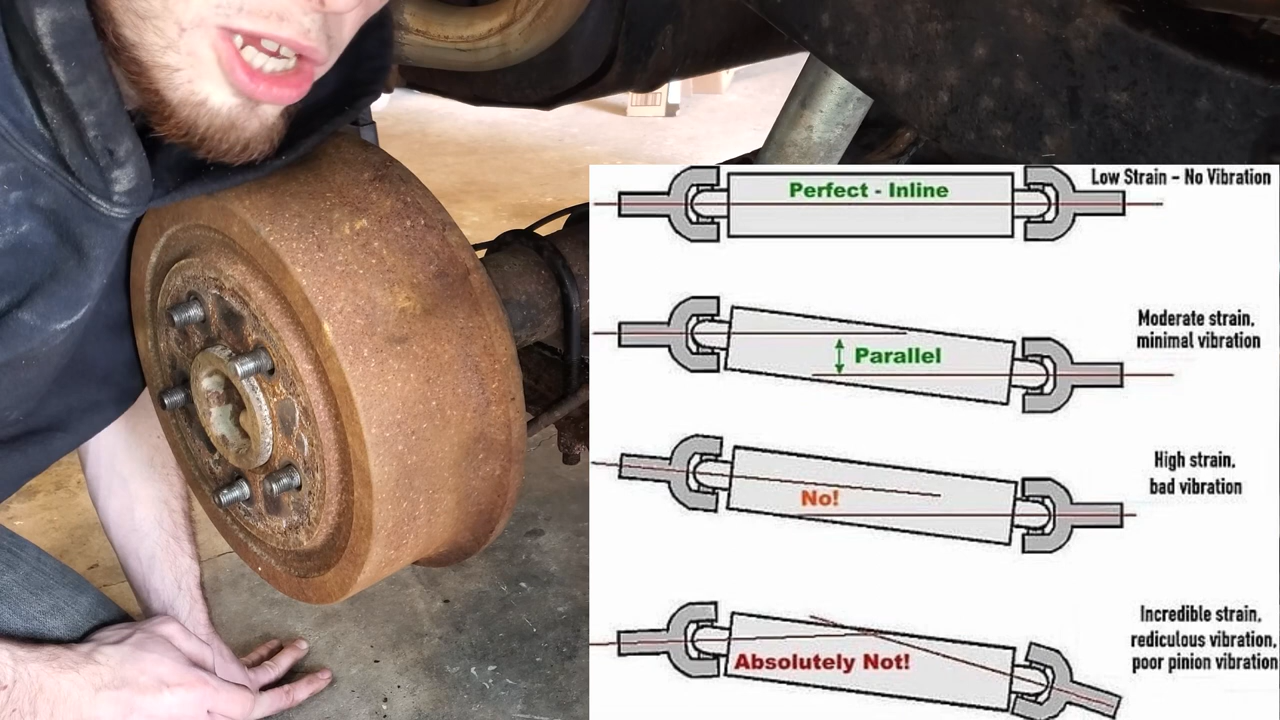 Perfect - Inline
Low Strain – No Vibration
Parallel
Moderate strain,
minimal vibration
No!
High strain,
bad vibration
Absolutely Not!
Incredible strain,
rediculous vibration,
poor pinion vibration